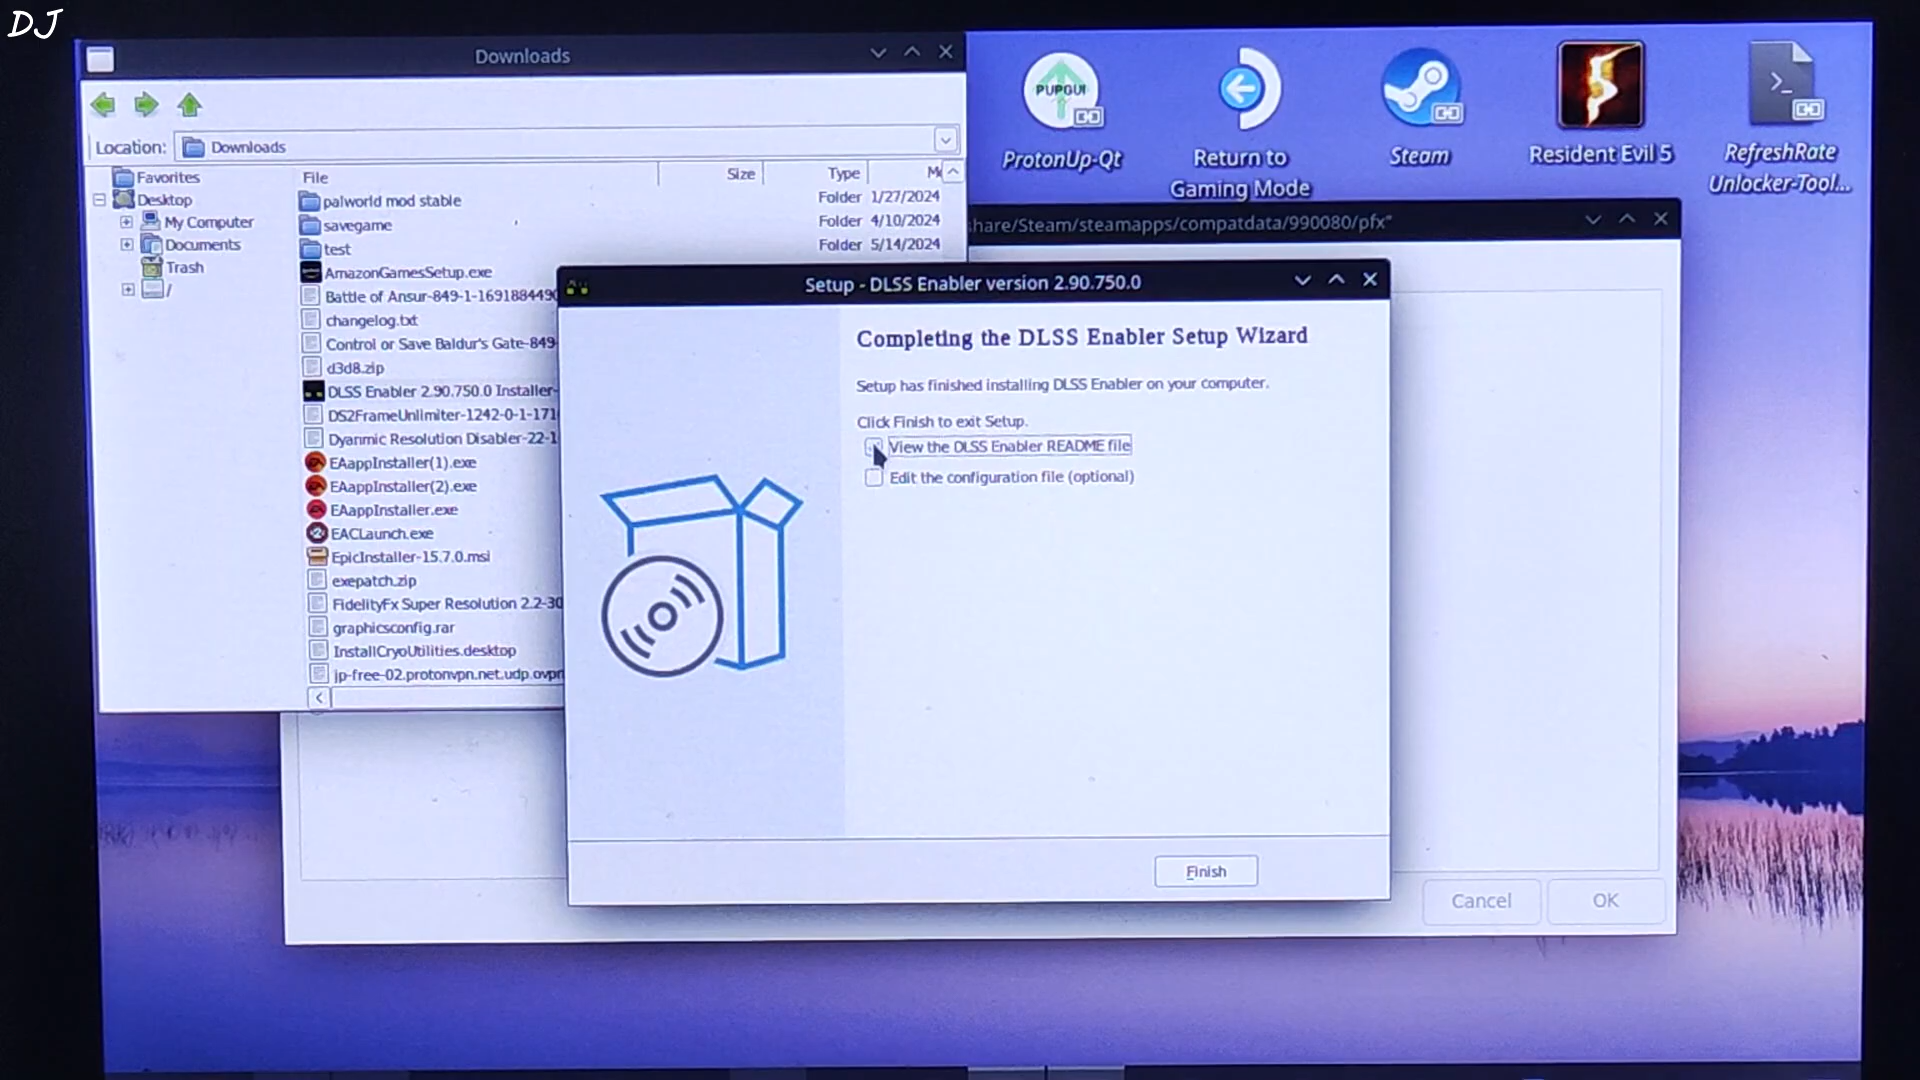 DJ
Downloads
Location: Downloads
Favorites
Desktop
My Computer
Documents
Trash
/
File Size Type
palworld mod stable Folder 1/27/2024
savegame Folder 4/10/2024
test Folder 5/14/2024
AmazonGamesSetup.exe
Battle of Ansur-849-1-169188449
changelog.txt
Control or Save Baldur's Gate-849-
d3d8.zip
DLSS Enabler 2.90.750.0 Installer-
DS2FrameUnlimiter-1242-0-1-171
Dyanmic Resolution Disabler-22-1
EAappInstaller(1).exe
EAappInstaller(2).exe
EAappInstaller.exe
EACLaunch.exe
EpicInstaller-15.7.0.msi
exepatch.zip
FidelityFx Super Resolution 2.2-30
graphicsconfig.rar
InstallCryoUtilities.desktop
jp-free-02.protonvpn.net.udp.ovpn
PUPGUI
ProtonUp-Qt
Return to
Gaming Mode
Steam
Resident Evil 5
RefreshRate
Unlocker-Tool...
hare/Steam/steamapps/compatdata/990080/pfx"
Setup - DLSS Enabler version 2.90.750.0
Completing the DLSS Enabler Setup Wizard
Setup has finished installing DLSS Enabler on your computer.
Click Finish to exit Setup.
View the DLSS Enabler README file
Edit the configuration file (optional)
Finish
Cancel OK